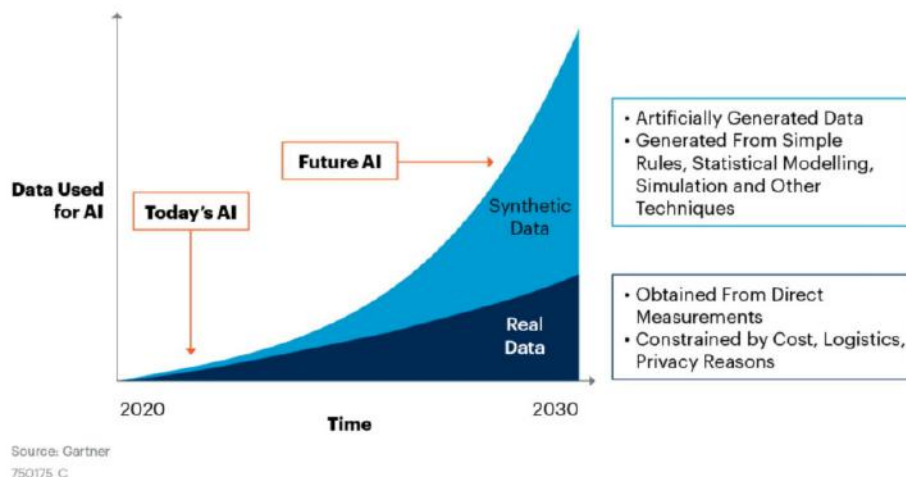 Data Used
for AI
Today's AI
Future AI
Synthetic
Data
Real
Data
• Artificially Generated Data
• Generated From Simple
Rules, Statistical Modelling,
Simulation and Other
Techniques
• Obtained From Direct
Measurements
• Constrained by Cost, Logistics,
Privacy Reasons
2020
2030
Time
Source: Gartner
750175 C